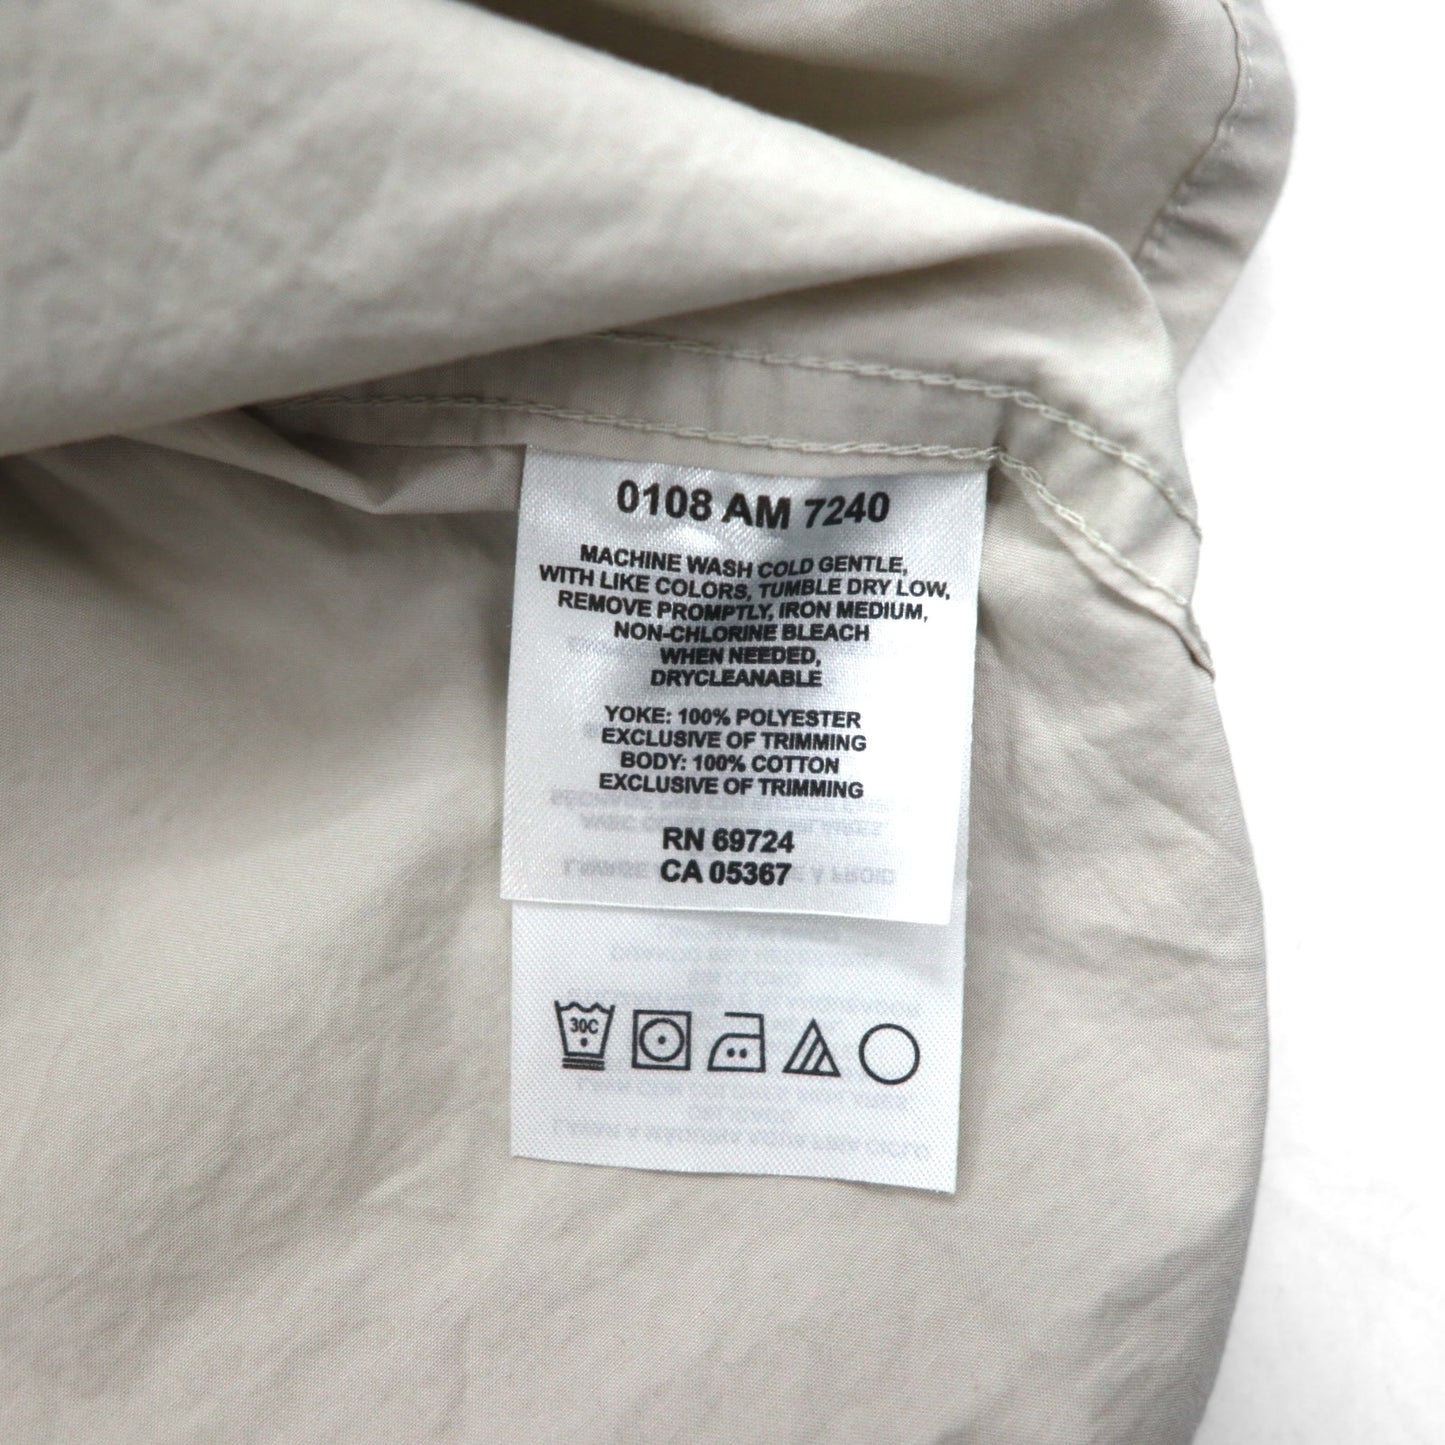 0108 AM 7240
MACHINE WASH COLD GENTLE,
WITH LIKE COLORS, TUMBLE DRY LOW,
REMOVE PROMPTLY, IRON MEDIUM,
NON-CHLORINE BLEACH
WHEN NEEDED,
DRYCLEANABLE
YOKE: 100% POLYESTER
EXCLUSIVE OF TRIMMING
BODY: 100% COTTON
EXCLUSIVE OF TRIMMING
RN 69724
CA 05367
30C